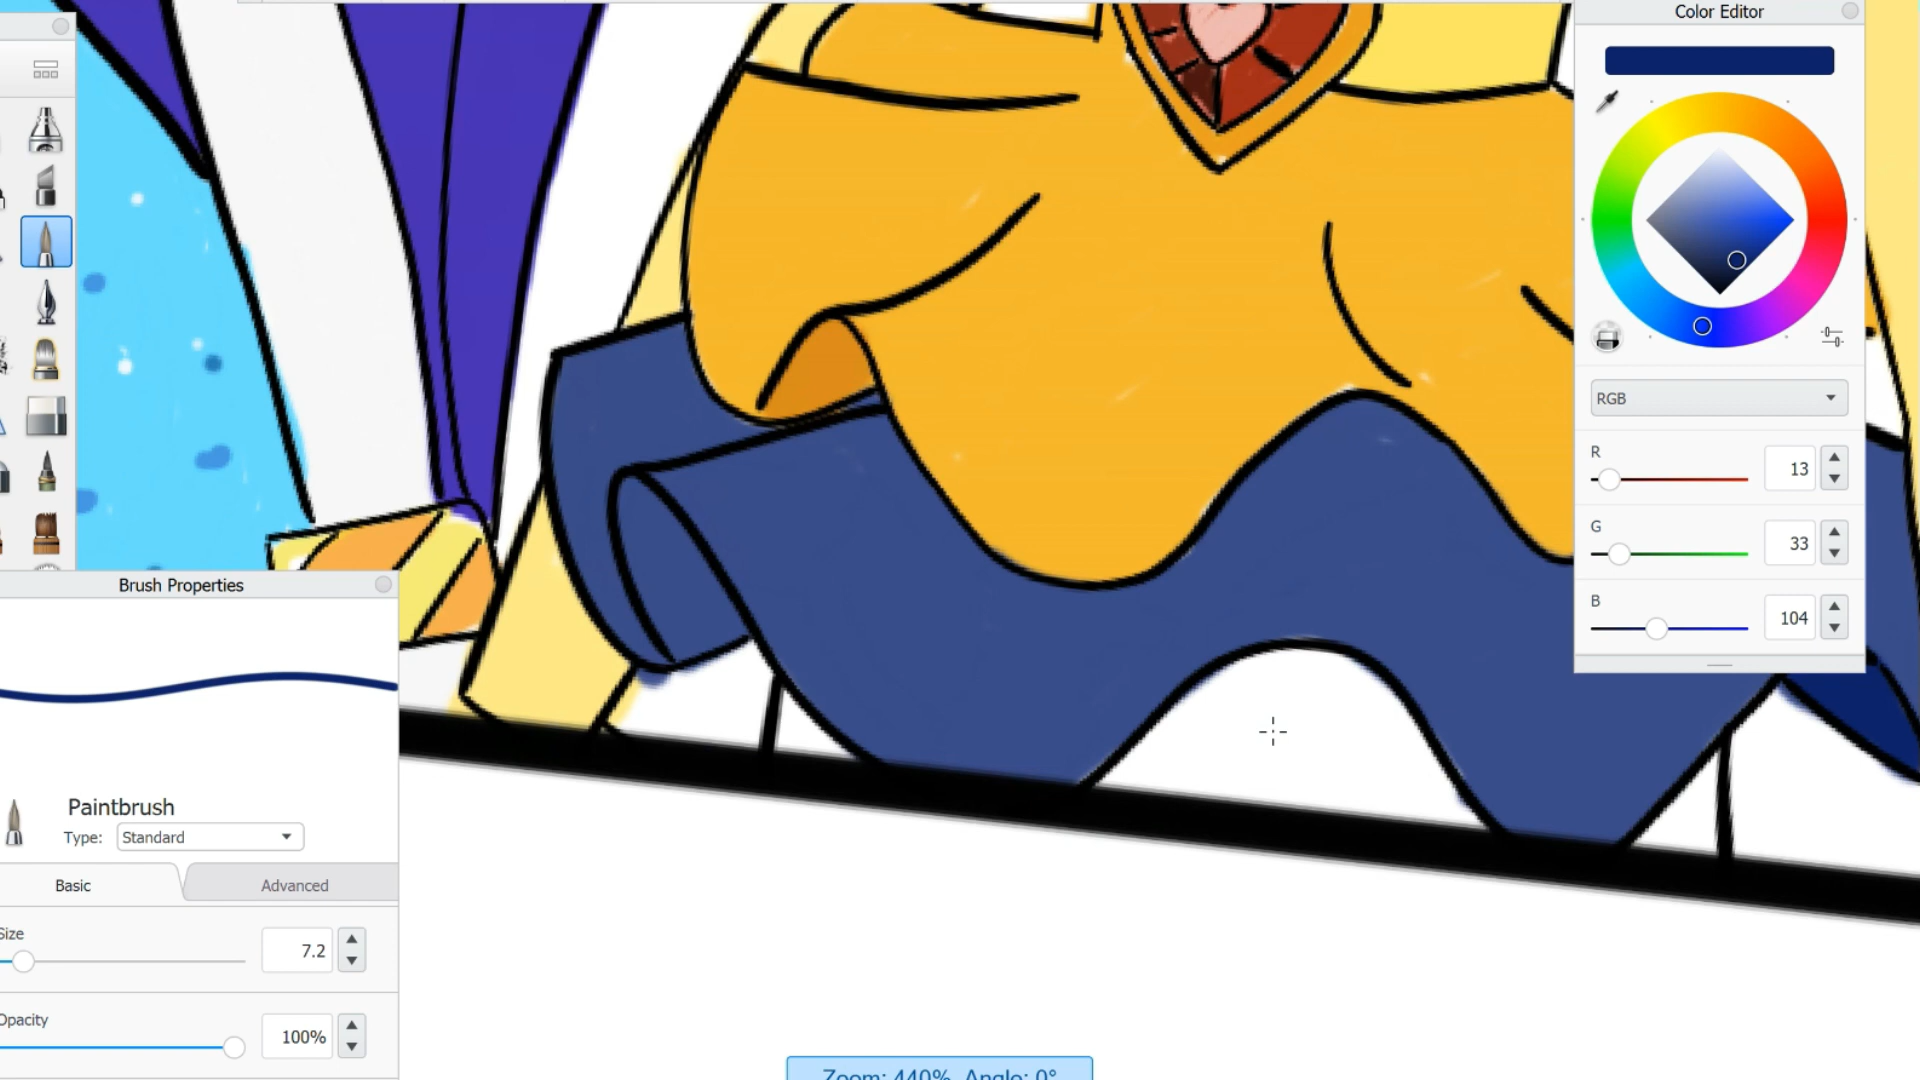 Color Editor
RGB
R
13
G
33
B
104
Brush Properties
Paintbrush
Type: Standard
Basic
Advanced
Size
7.2
Opacity
100%
Zoom: 440% Angle: 0°